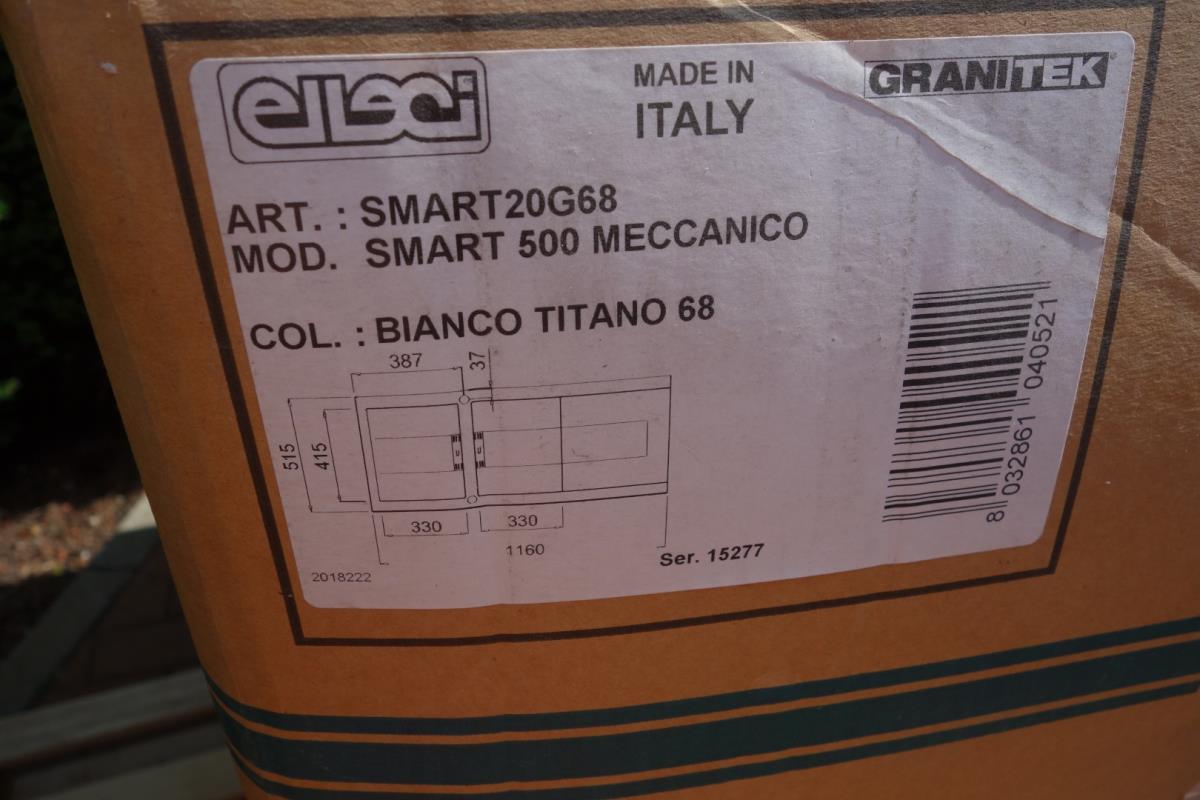 elleci
MADE IN
ITALY
GRANITEK®
ART. : SMART20G68
MOD. SMART 500 MECCANICO
COL. : BIANCO TITANO 68
387
37
515
415
330
330
1160
2018222
Ser. 15277
8 032861 040521